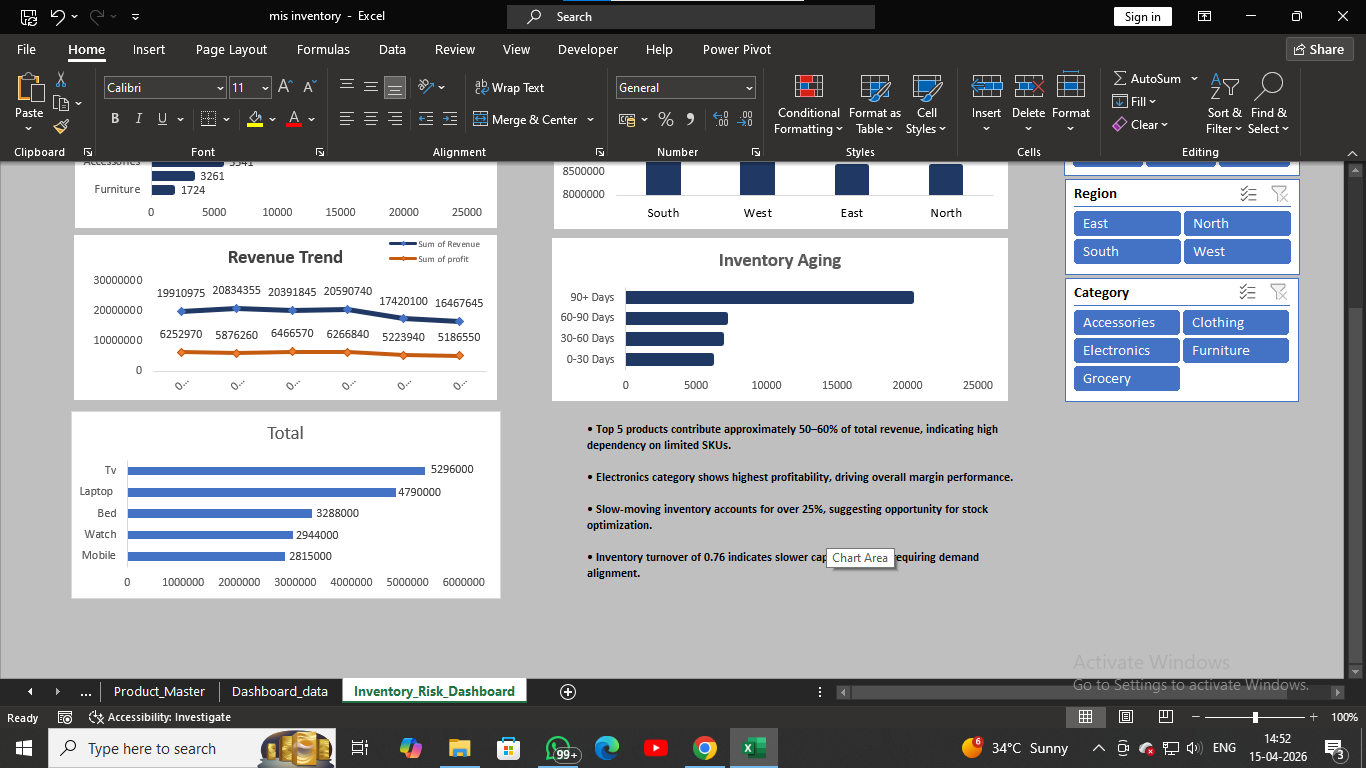 mis inventory - Excel
Search
Sign in
File Home Insert Page Layout Formulas Data Review View Developer Help Power Pivot
Share
Paste
Calibri 11
B I U
Wrap Text
Merge & Center
General
Conditional Formatting
Format as Table
Cell Styles
Insert Delete Format
AutoSum
Fill
Clear
Sort & Filter
Find & Select
Clipboard Font Alignment Number Styles Cells Editing
3261
Furniture 1724
0 5000 10000 15000 20000 25000
8500000
8000000
South West East North
Region
East North
South West
Revenue Trend
Sum of Revenue
Sum of profit
30000000
20000000
10000000
0
19910975 20834355 20391845 20590740 17420100 16467645
6252970 5876260 6466570 6266840 5223940 5186550
0... 0... 0... 0... 0... 0...
Inventory Aging
90+ Days
60-90 Days
30-60 Days
0-30 Days
0 5000 10000 15000 20000 25000
Category
Accessories Clothing
Electronics Furniture
Grocery
Total
Tv 5296000
Laptop 4790000
Bed 3288000
Watch 2944000
Mobile 2815000
0 1000000 2000000 3000000 4000000 5000000 6000000
• Top 5 products contribute approximately 50–60% of total revenue, indicating high
dependency on limited SKUs.
• Electronics category shows highest profitability, driving overall margin performance.
• Slow-moving inventory accounts for over 25%, suggesting opportunity for stock
optimization.
• Inventory turnover of 0.76 indicates slower cap requiring demand
alignment.
Chart Area
Activate Windows
Go to Settings to activate Windows.
... Product_Master Dashboard_data Inventory_Risk_Dashboard
Ready Accessibility: Investigate 100%
Type here to search
99+
6
34°C Sunny
ENG
14:52
15-04-2026
3